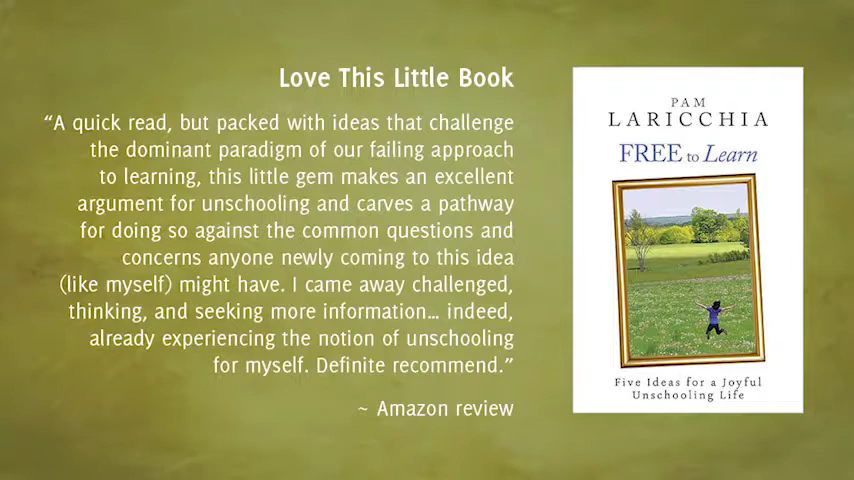 Love This Little Book
“A quick read, but packed with ideas that challenge
the dominant paradigm of our failing approach
to learning, this little gem makes an excellent
argument for unschooling and carves a pathway
for doing so against the common questions and
concerns anyone newly coming to this idea
(like myself) might have. I came away challenged,
thinking, and seeking more information... indeed,
already experiencing the notion of unschooling
for myself. Definite recommend.”
~ Amazon review
PAM
LARICCHIA
FREE to Learn
Five Ideas for a Joyful
Unschooling Life